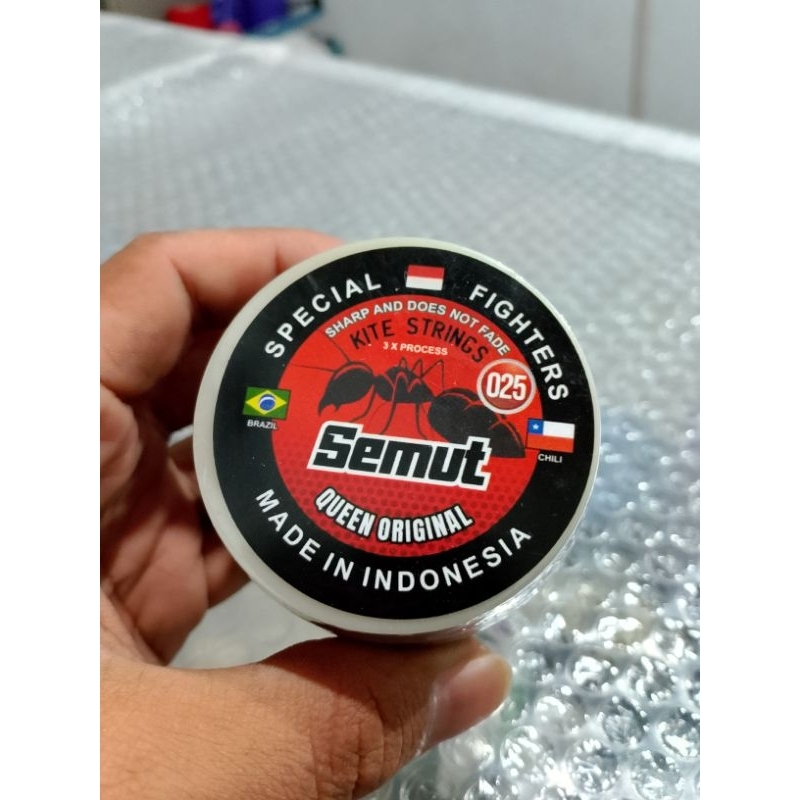 SPECIAL FIGHTERS
SHARP AND DOES NOT FADE
KITE STRINGS
3 X PROCESS
025
BRAZIL
CHILI
Semut
QUEEN ORIGINAL
MADE IN INDONESIA